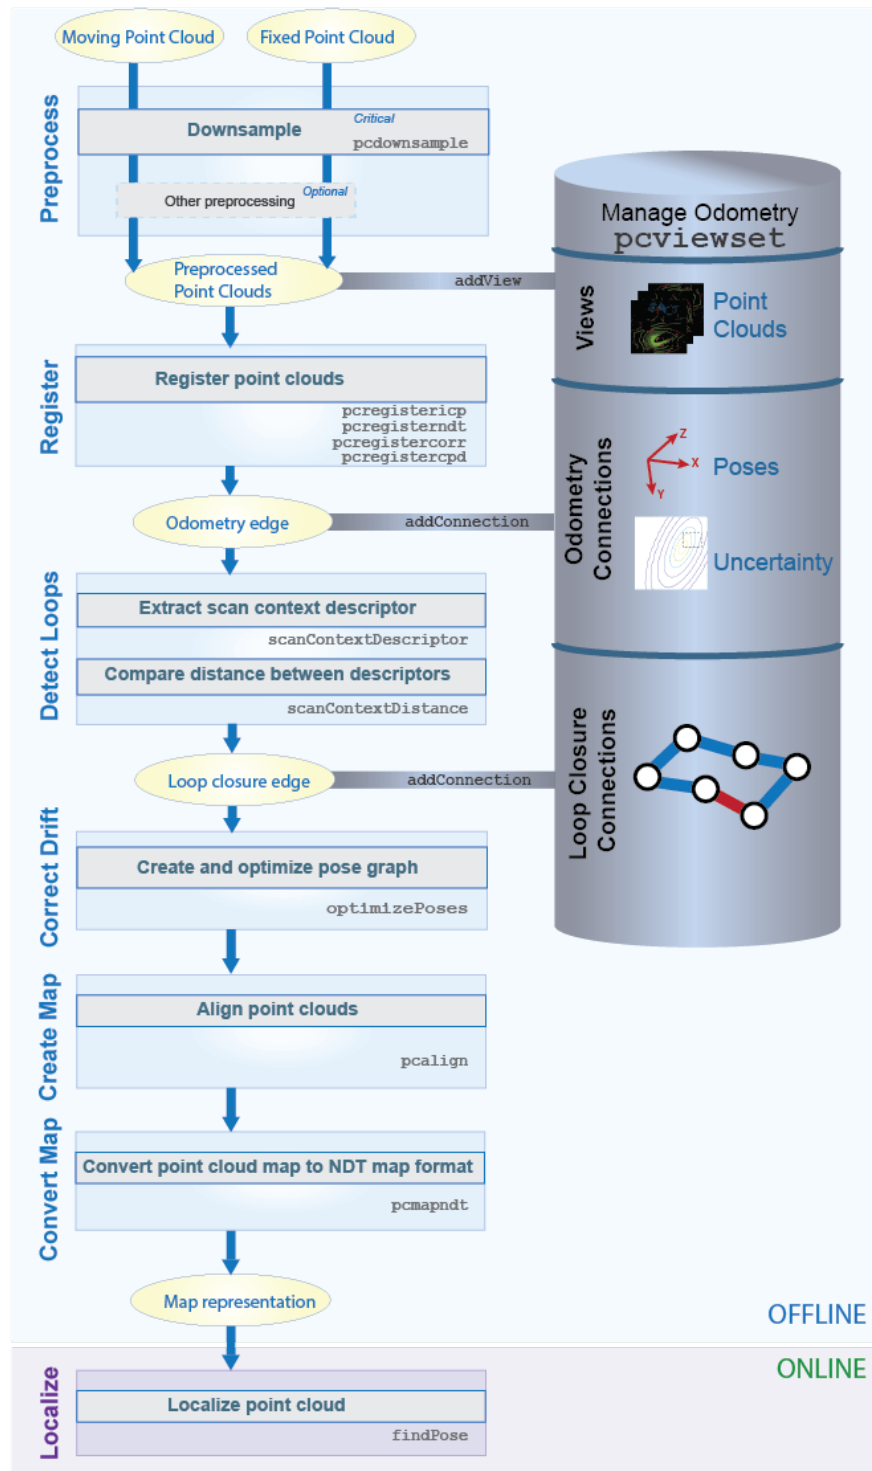 Moving Point Cloud
Fixed Point Cloud
Preprocess
Downsample
Critical
pcdownsample
Other preprocessing
Optional
Preprocessed
Point Clouds
addView
Manage Odometry
pcviewset
Views
Point
Clouds
Register
Register point clouds
pcregistericp
pcregisterndt
pcregistercorr
pcregistercpd
Odometry edge
addConnection
Odometry
Connections
Z
X
Y
Poses
Uncertainty
Detect Loops
Extract scan context descriptor
scanContextDescriptor
Compare distance between descriptors
scanContextDistance
Loop closure edge
addConnection
Loop Closure
Connections
Correct Drift
Create and optimize pose graph
optimizePoses
Create Map
Align point clouds
pcalign
Convert Map
Convert point cloud map to NDT map format
pcmapndt
Map representation
OFFLINE
ONLINE
Localize
Localize point cloud
findPose